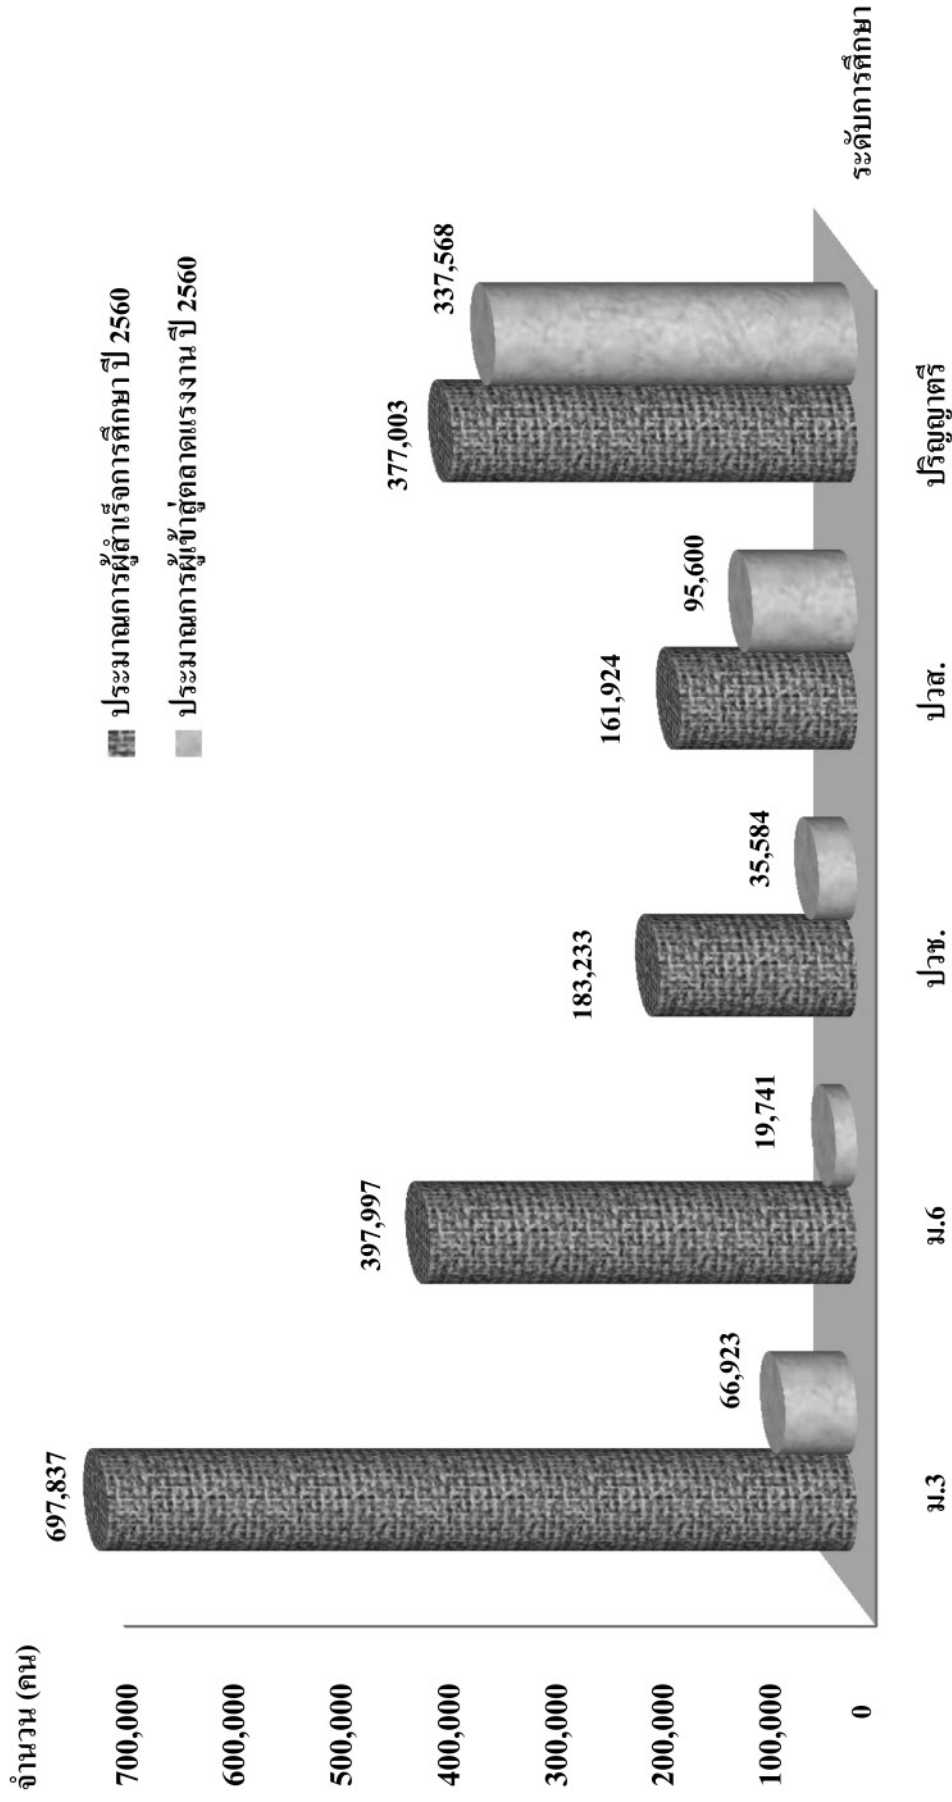 จำนวน (คน)
ประมาณการผู้สำเร็จการศึกษา ปี 2560
ประมาณการผู้เข้าสู่ตลาดแรงงาน ปี 2560
700,000
600,000
500,000
400,000
300,000
200,000
100,000
0
697,837
66,923
397,997
19,741
183,233
35,584
161,924
95,600
377,003
337,568
ม.3
ม.6
ปวช.
ปวส.
ปริญญาตรี
ระดับการศึกษา